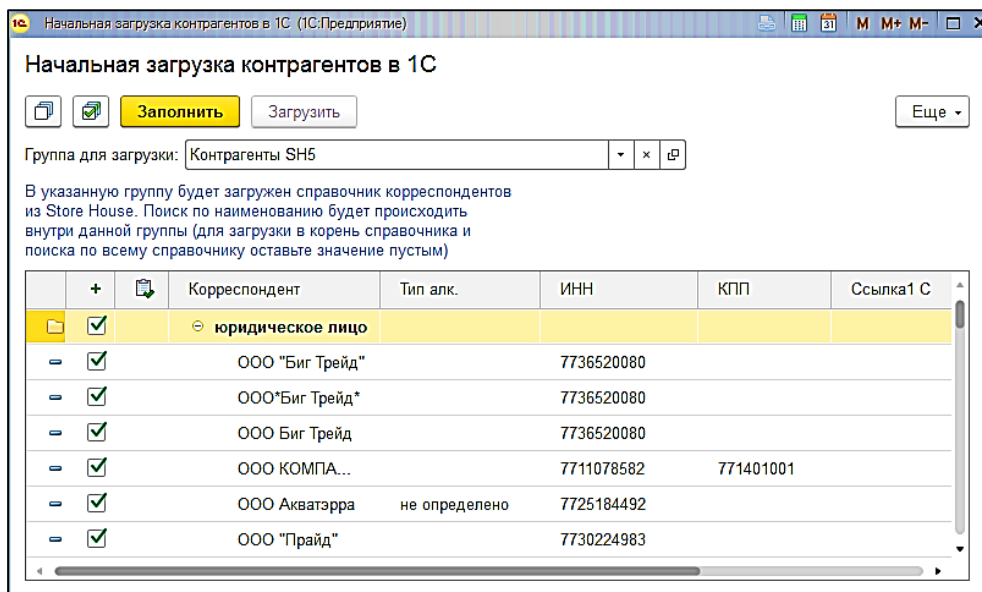 1С Начальная загрузка контрагентов в 1С (1С:Предприятие) 31 M M+ M-
Начальная загрузка контрагентов в 1С
Заполнить Загрузить Еще
Группа для загрузки: Контрагенты SH5
В указанную группу будет загружен справочник корреспондентов
из Store House. Поиск по наименованию будет происходить
внутри данной группы (для загрузки в корень справочника и
поиска по всему справочнику оставьте значение пустым)
+ Корреспондент Тип алк. ИНН КПП Ссылка1 С
юридическое лицо
ООО "Биг Трейд" 7736520080
ООО*Биг Трейд* 7736520080
ООО Биг Трейд 7736520080
ООО КОМПА... 7711078582 771401001
ООО Акватэрра не определено 7725184492
ООО "Прайд" 7730224983